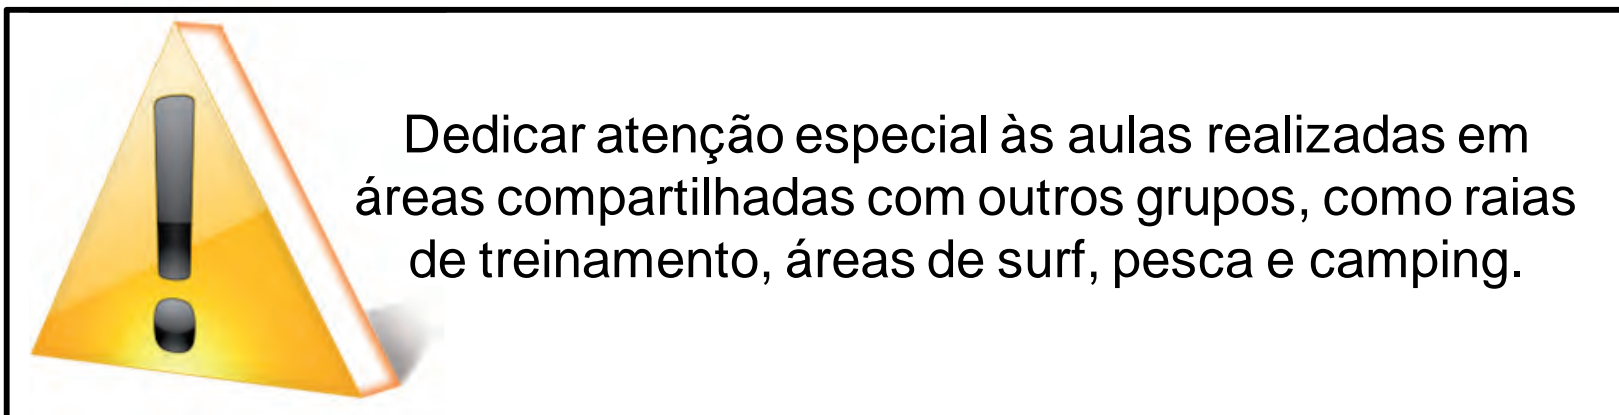 Dedicar atenção especial às aulas realizadas em
áreas compartilhadas com outros grupos, como raias
de treinamento, áreas de surf, pesca e camping.